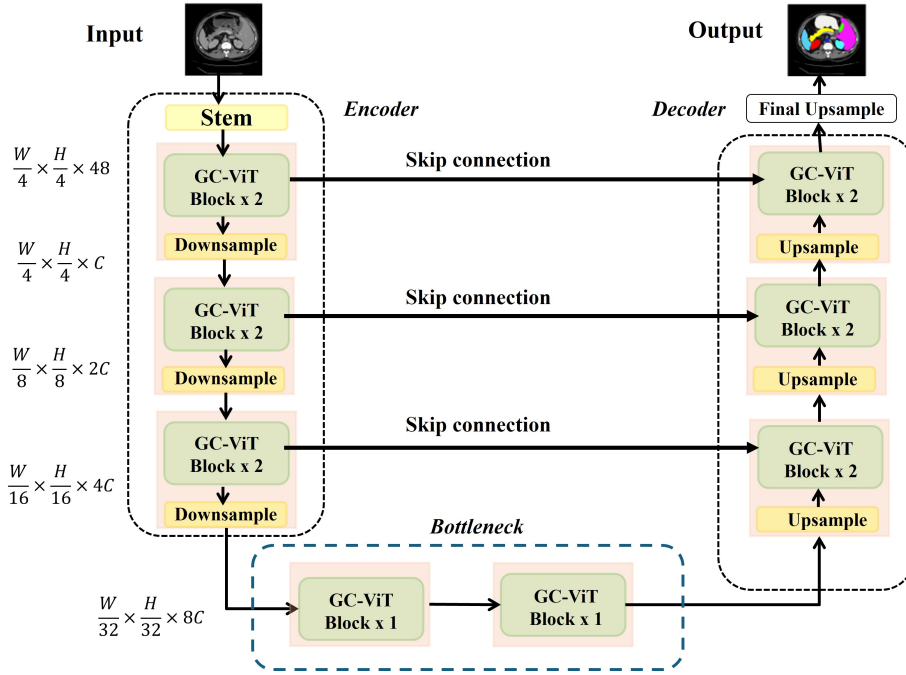 Input
Output
Encoder
Decoder
Stem
Final Upsample
W/4 × H/4 × 48
GC-ViT
Block x 2
Skip connection
GC-ViT
Block x 2
Downsample
Upsample
W/4 × H/4 × C
GC-ViT
Block x 2
Skip connection
GC-ViT
Block x 2
W/8 × H/8 × 2C
Downsample
Upsample
GC-ViT
Block x 2
Skip connection
GC-ViT
Block x 2
W/16 × H/16 × 4C
Downsample
Upsample
Bottleneck
W/32 × H/32 × 8C
GC-ViT
Block x 1
GC-ViT
Block x 1